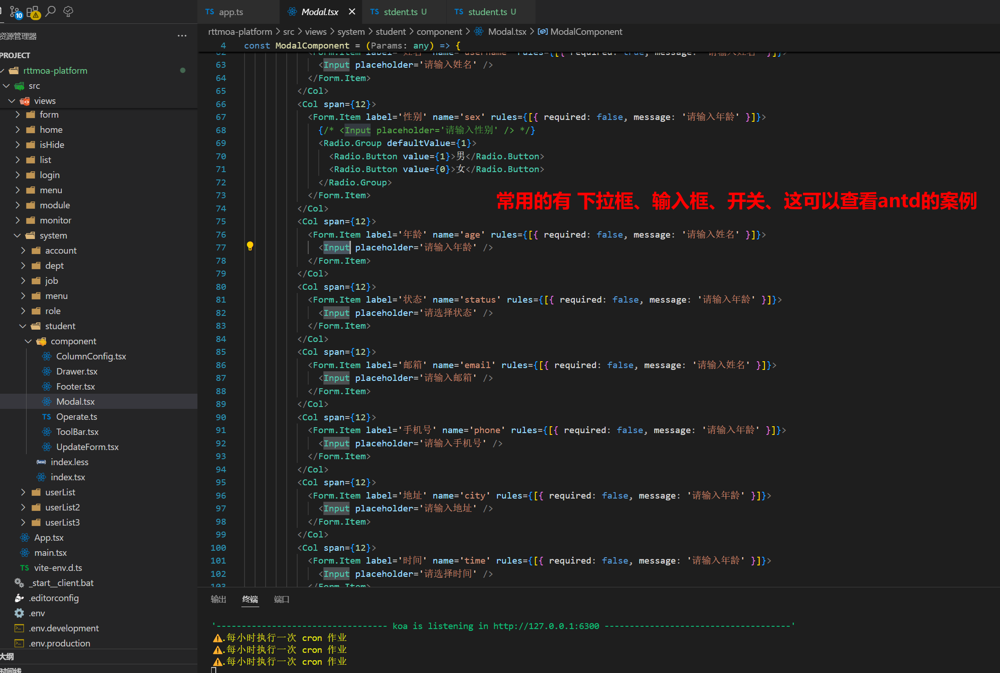 10
TS app.ts
Modal.tsx ×
TS stdent.ts U
TS student.ts U
资源管理器 ...
rttmoa-platform > src > views > system > student > component > Modal.tsx > ModalComponent
PROJECT
rttmoa-platform
src
views
form
home
isHide
list
login
menu
module
monitor
system
account
dept
job
menu
role
student
component
ColumnConfig.tsx
Drawer.tsx
Footer.tsx
Modal.tsx
TS Operate.ts
ToolBar.tsx
UpdateForm.tsx
{less} index.less
index.tsx
userList
userList2
userList3
App.tsx
main.tsx
TS vite-env.d.ts
_start__client.bat
.editorconfig
.env
.env.development
.env.production
大纲
时间线
4 const ModalComponent = (Params: any) => {
62 <Form.Item label='姓名' name='username' rules={[{ required: true, message: '请输入姓名' }]}>
63 <Input placeholder='请输入姓名' />
64 </Form.Item>
65 </Col>
66 <Col span={12}>
67 <Form.Item label='性别' name='sex' rules={[{ required: false, message: '请输入年龄' }]}>
68 {/* <Input placeholder='请输入性别' /> */}
69 <Radio.Group defaultValue={1}>
70 <Radio.Button value={1}>男</Radio.Button>
71 <Radio.Button value={0}>女</Radio.Button>
72 </Radio.Group>
73 </Form.Item>
常用的有 下拉框、输入框、开关、这可以查看antd的案例
74 </Col>
75 <Col span={12}>
76 <Form.Item label='年龄' name='age' rules={[{ required: false, message: '请输入姓名' }]}>
77 <Input placeholder='请输入年龄' />
78 </Form.Item>
79 </Col>
80 <Col span={12}>
81 <Form.Item label='状态' name='status' rules={[{ required: false, message: '请输入年龄' }]}>
82 <Input placeholder='请选择状态' />
83 </Form.Item>
84 </Col>
85 <Col span={12}>
86 <Form.Item label='邮箱' name='email' rules={[{ required: false, message: '请输入姓名' }]}>
87 <Input placeholder='请输入邮箱' />
88 </Form.Item>
89 </Col>
90 <Col span={12}>
91 <Form.Item label='手机号' name='phone' rules={[{ required: false, message: '请输入年龄' }]}>
92 <Input placeholder='请输入手机号' />
93 </Form.Item>
94 </Col>
95 <Col span={12}>
96 <Form.Item label='地址' name='city' rules={[{ required: false, message: '请输入年龄' }]}>
97 <Input placeholder='请输入地址' />
98 </Form.Item>
99 </Col>
100 <Col span={12}>
101 <Form.Item label='时间' name='time' rules={[{ required: false, message: '请输入年龄' }]}>
102 <Input placeholder='请选择时间' />
103 </Form.Item>
输出 终端 端口
'---------------------------------- koa is listening in http://127.0.0.1:6300 -------------------------------------'
⚠.每小时执行一次 cron 作业
⚠.每小时执行一次 cron 作业
⚠.每小时执行一次 cron 作业